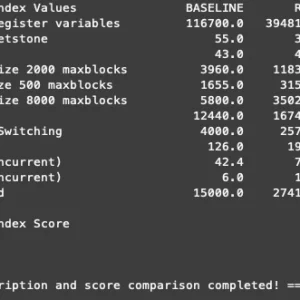 ndex Values BASELINE R
egister variables 116700.0 39481
etstone 55.0 3
43.0 4
ize 2000 maxblocks 3960.0 1183
ize 500 maxblocks 1655.0 315
ize 8000 maxblocks 5800.0 3502
12440.0 1674
Switching 4000.0 257
126.0 19
ncurrent) 42.4 7
ncurrent) 6.0 1
d 15000.0 2741
ndex Score
ription and score comparison completed! ==